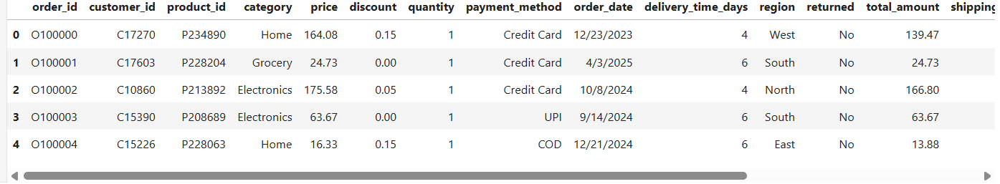 order_id customer_id product_id category price discount quantity payment_method order_date delivery_time_days region returned total_amount shipping
0 O100000 C17270 P234890 Home 164.08 0.15 1 Credit Card 12/23/2023 4 West No 139.47
1 O100001 C17603 P228204 Grocery 24.73 0.00 1 Credit Card 4/3/2025 6 South No 24.73
2 O100002 C10860 P213892 Electronics 175.58 0.05 1 Credit Card 10/8/2024 4 North No 166.80
3 O100003 C15390 P208689 Electronics 63.67 0.00 1 UPI 9/14/2024 6 South No 63.67
4 O100004 C15226 P228063 Home 16.33 0.15 1 COD 12/21/2024 6 East No 13.88